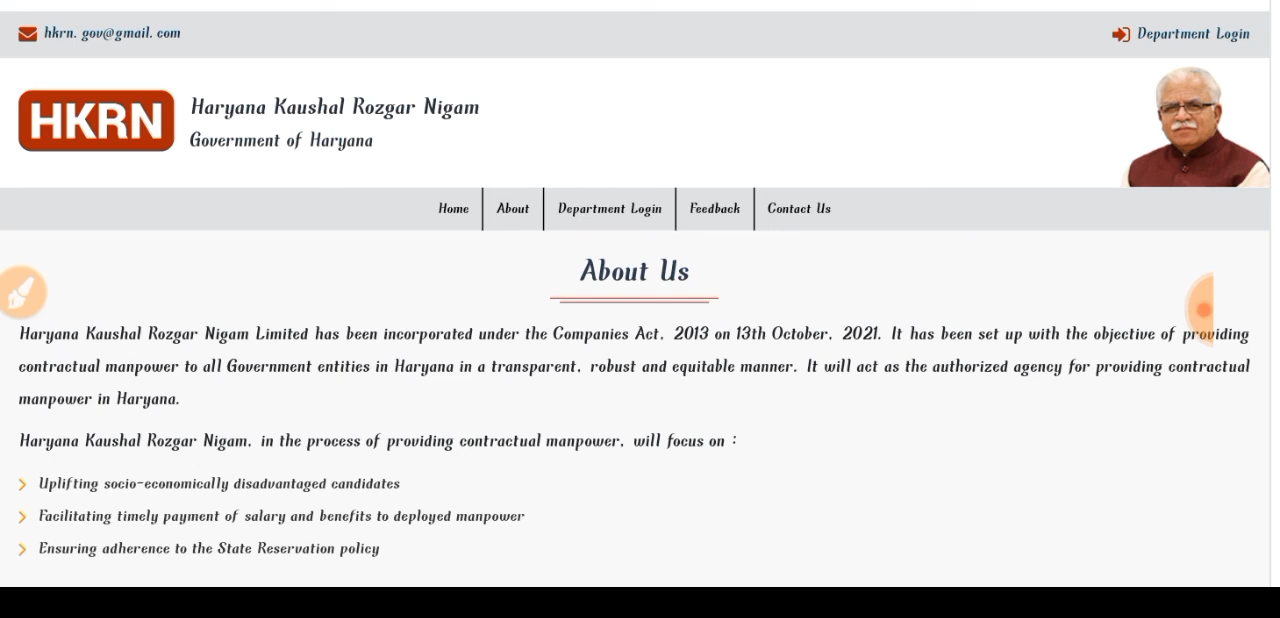 hkrn. gov@gmail. com
Department Login
HKRN
Haryana Kaushal Rozgar Nigam
Government of Haryana
Home
About
Department Login
Feedback
Contact Us
About Us
Haryana Kaushal Rozgar Nigam Limited has been incorporated under the Companies Act, 2013 on 13th October, 2021. It has been set up with the objective of providing
contractual manpower to all Government entities in Haryana in a transparent, robust and equitable manner. It will act as the authorized agency for providing contractual
manpower in Haryana.
Haryana Kaushal Rozgar Nigam, in the process of providing contractual manpower, will focus on :
Uplifting socio-economically disadvantaged candidates
Facilitating timely payment of salary and benefits to deployed manpower
Ensuring adherence to the State Reservation policy